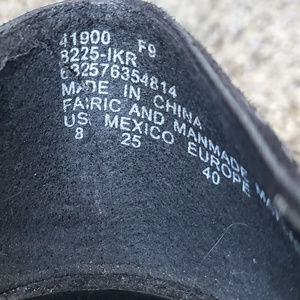 41900 F9
8225-IKR
632576354814
MADE IN CHINA
FABRIC AND MANMADE
US MEXICO EUROPE
8 25 40